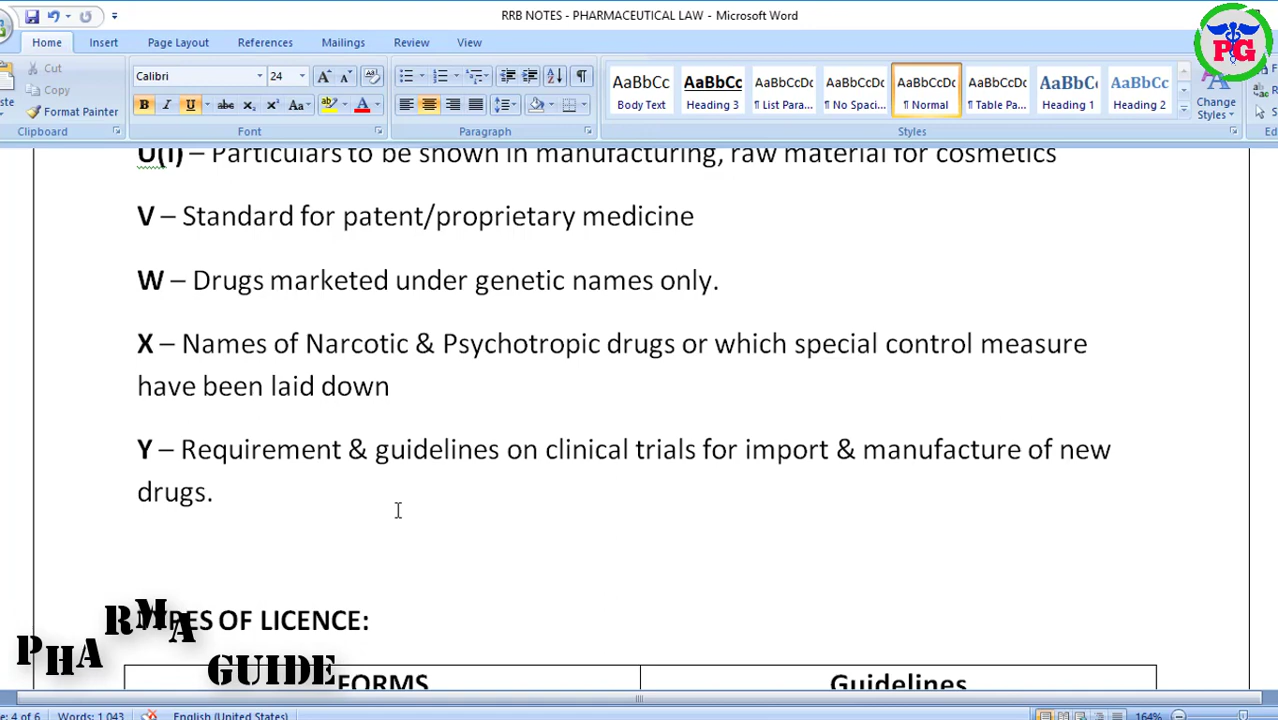 RRB NOTES - PHARMACEUTICAL LAW - Microsoft Word
PG
Home Insert Page Layout References Mailings Review View
Cut
Copy
Format Painter
Clipboard
Calibri 24
Font
Paragraph
AaBbCc AaBbCc AaBbCcDc AaBbCcDc AaBbCcDc AaBbCcDc AaBbCc AaBbCc
Body Text Heading 3 ¶ List Para... ¶ No Spaci... ¶ Normal ¶ Table Pa... Heading 1 Heading 2
Change Styles
Styles
U(I) – Particulars to be shown in manufacturing, raw material for cosmetics
V – Standard for patent/proprietary medicine
W – Drugs marketed under genetic names only.
X – Names of Narcotic & Psychotropic drugs or which special control measure
have been laid down
Y – Requirement & guidelines on clinical trials for import & manufacture of new
drugs.
TYPES OF LICENCE:
PHARMA
GUIDE
FORMS Guidelines
: 4 of 6 Words: 1,043 English (United States) 164%